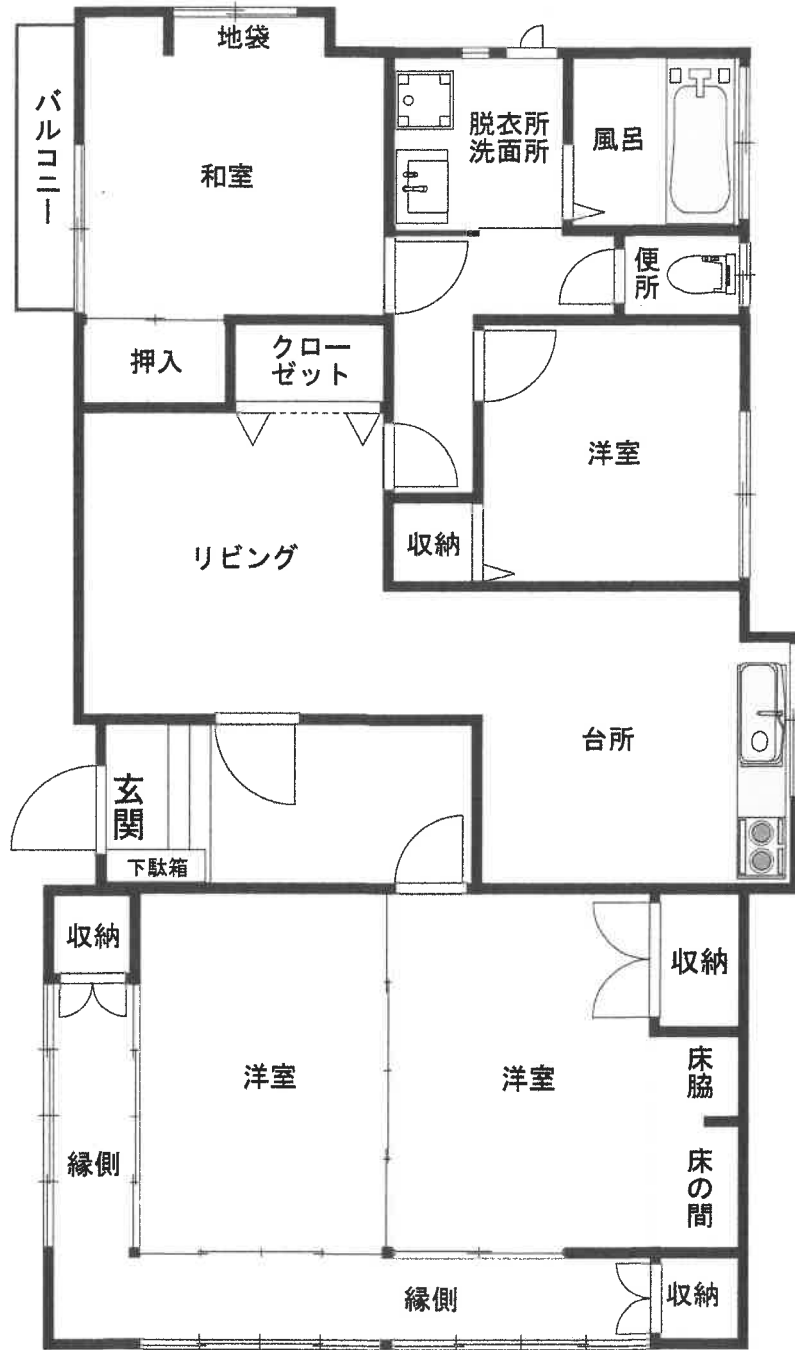 地袋
バルコニー
和室
脱衣所
洗面所
風呂
便所
押入
クロー
ゼット
洋室
リビング
収納
台所
玄関
下駄箱
収納
収納
洋室
洋室
床脇
縁側
床の間
縁側
収納